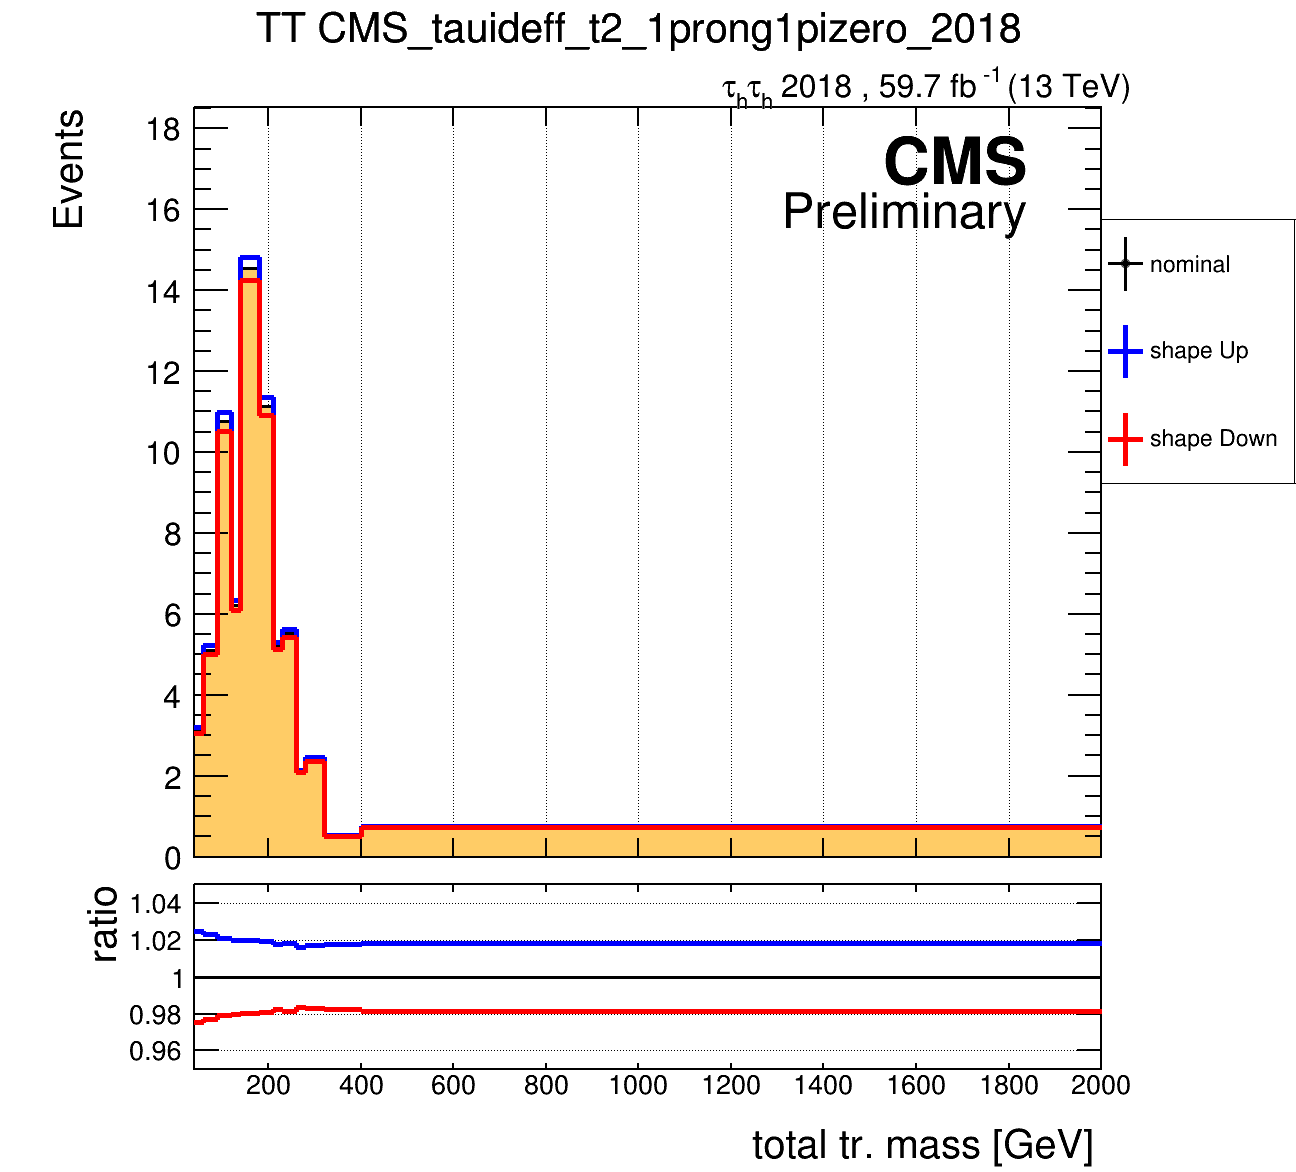 TT CMS_tauideff_t2_1prong1pizero_2018
τhτh 2018 , 59.7 fb-1 (13 TeV)
Events
18
16
14
12
10
8
6
4
2
0
CMS
Preliminary
nominal
shape Up
shape Down
ratio
1.04
1.02
1
0.98
0.96
200 400 600 800 1000 1200 1400 1600 1800 2000
total tr. mass [GeV]